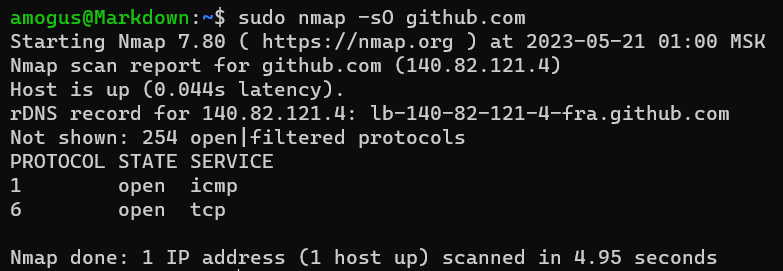 amogus@Markdown:~$ sudo nmap -sO github.com
Starting Nmap 7.80 ( https://nmap.org ) at 2023-05-21 01:00 MSK
Nmap scan report for github.com (140.82.121.4)
Host is up (0.044s latency).
rDNS record for 140.82.121.4: lb-140-82-121-4-fra.github.com
Not shown: 254 open|filtered protocols
PROTOCOL STATE SERVICE
1        open  icmp
6        open  tcp
Nmap done: 1 IP address (1 host up) scanned in 4.95 seconds